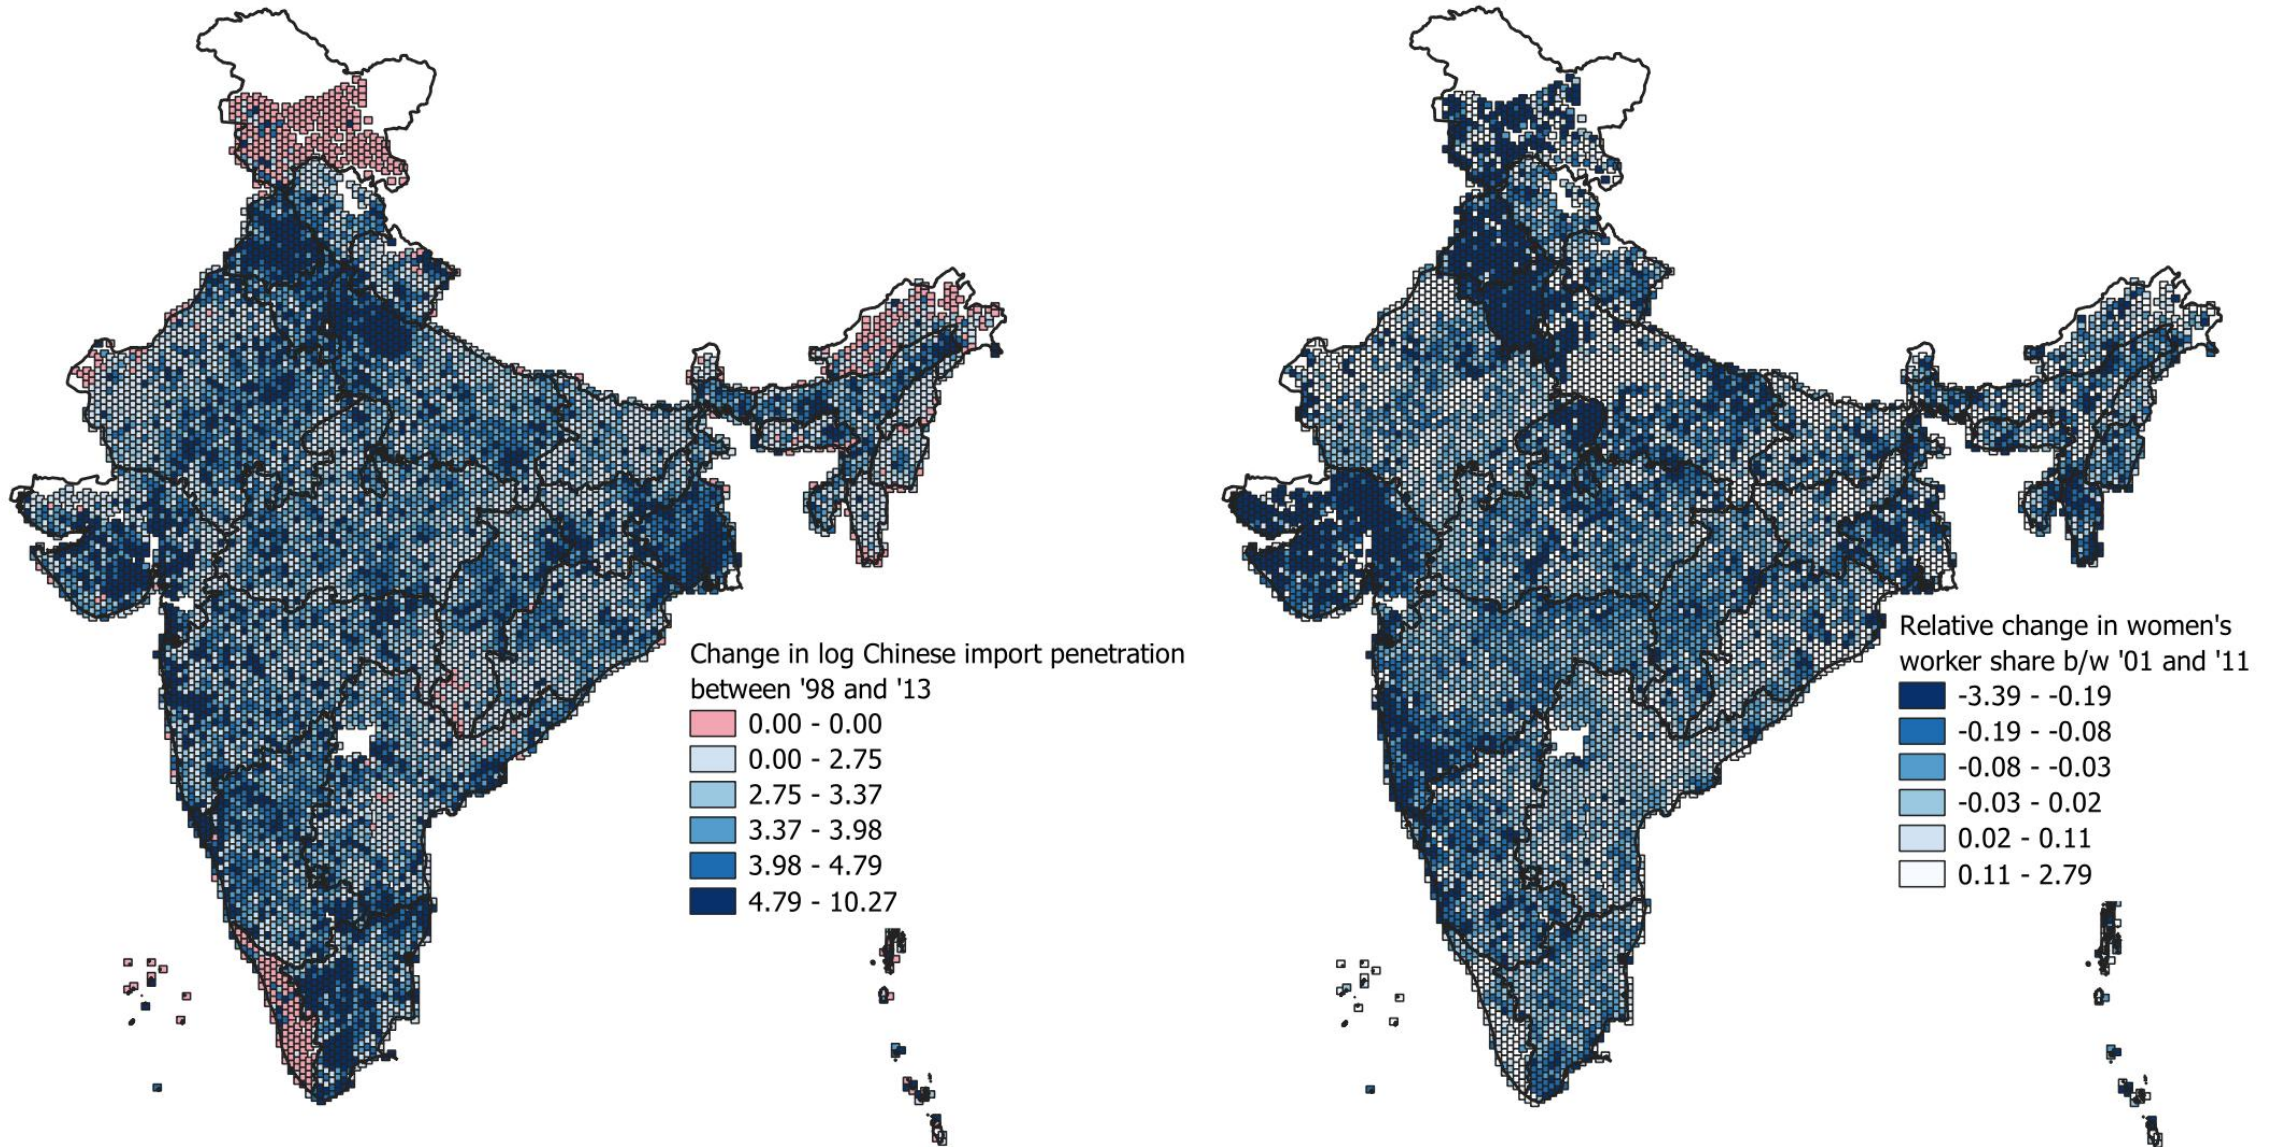 Change in log Chinese import penetration
between '98 and '13
0.00 - 0.00
0.00 - 2.75
2.75 - 3.37
3.37 - 3.98
3.98 - 4.79
4.79 - 10.27
Relative change in women's
worker share b/w '01 and '11
-3.39 - -0.19
-0.19 - -0.08
-0.08 - -0.03
-0.03 - 0.02
0.02 - 0.11
0.11 - 2.79